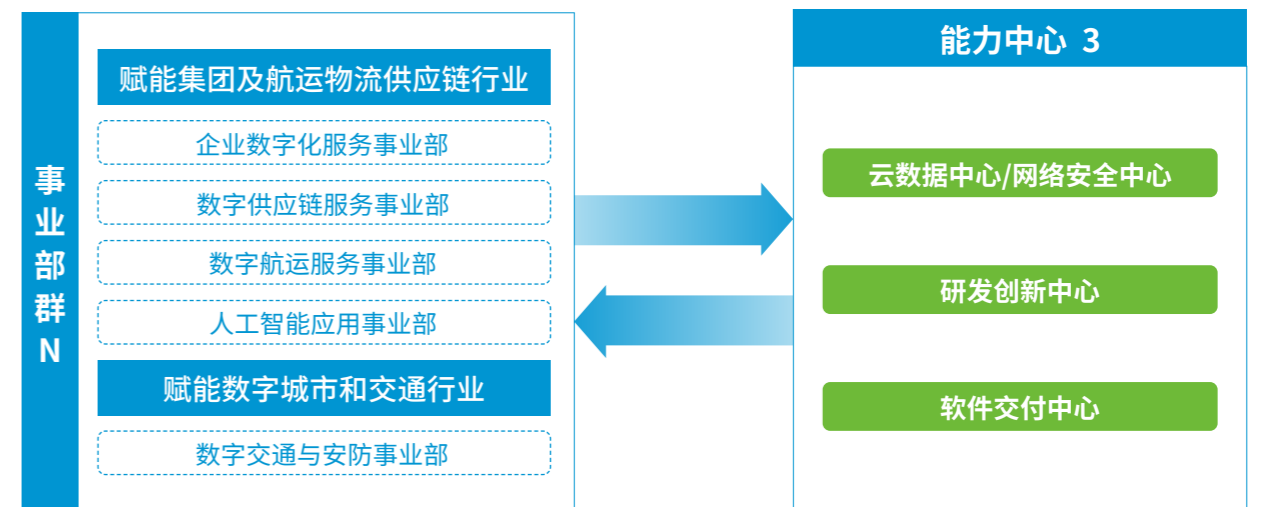 事业部群N
赋能集团及航运物流供应链行业
企业数字化服务事业部
数字供应链服务事业部
数字航运服务事业部
人工智能应用事业部
赋能数字城市和交通行业
数字交通与安防事业部
能力中心 3
云数据中心/网络安全中心
研发创新中心
软件交付中心